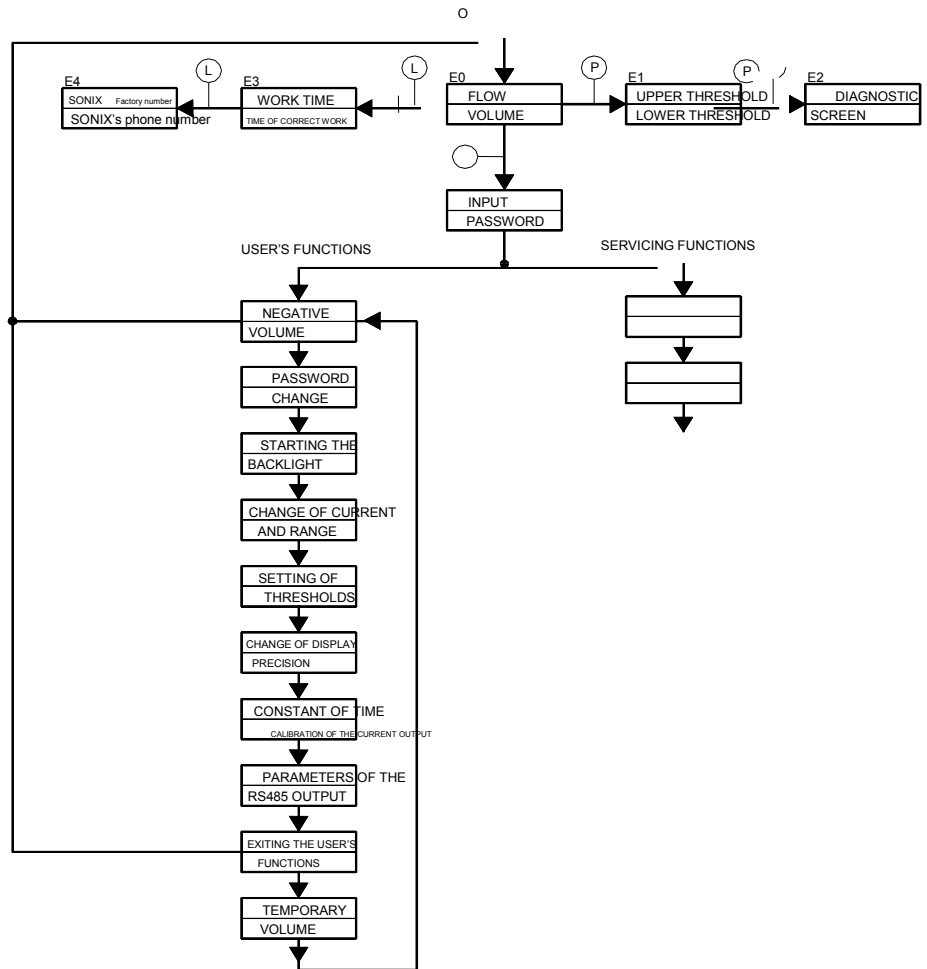 O
L
L
P
P
E4
E3
E0
E1
E2
SONIX Factory number
SONIX's phone number
WORK TIME
TIME OF CORRECT WORK
FLOW
VOLUME
UPPER THRESHOLD
LOWER THRESHOLD
DIAGNOSTIC
SCREEN
INPUT
PASSWORD
USER'S FUNCTIONS
SERVICING FUNCTIONS
NEGATIVE
VOLUME
PASSWORD
CHANGE
STARTING THE
BACKLIGHT
CHANGE OF CURRENT
AND RANGE
SETTING OF
THRESHOLDS
CHANGE OF DISPLAY
PRECISION
CONSTANT OF TIME
CALIBRATION OF THE CURRENT OUTPUT
PARAMETERS OF THE
RS485 OUTPUT
EXITING THE USER'S
FUNCTIONS
TEMPORARY
VOLUME